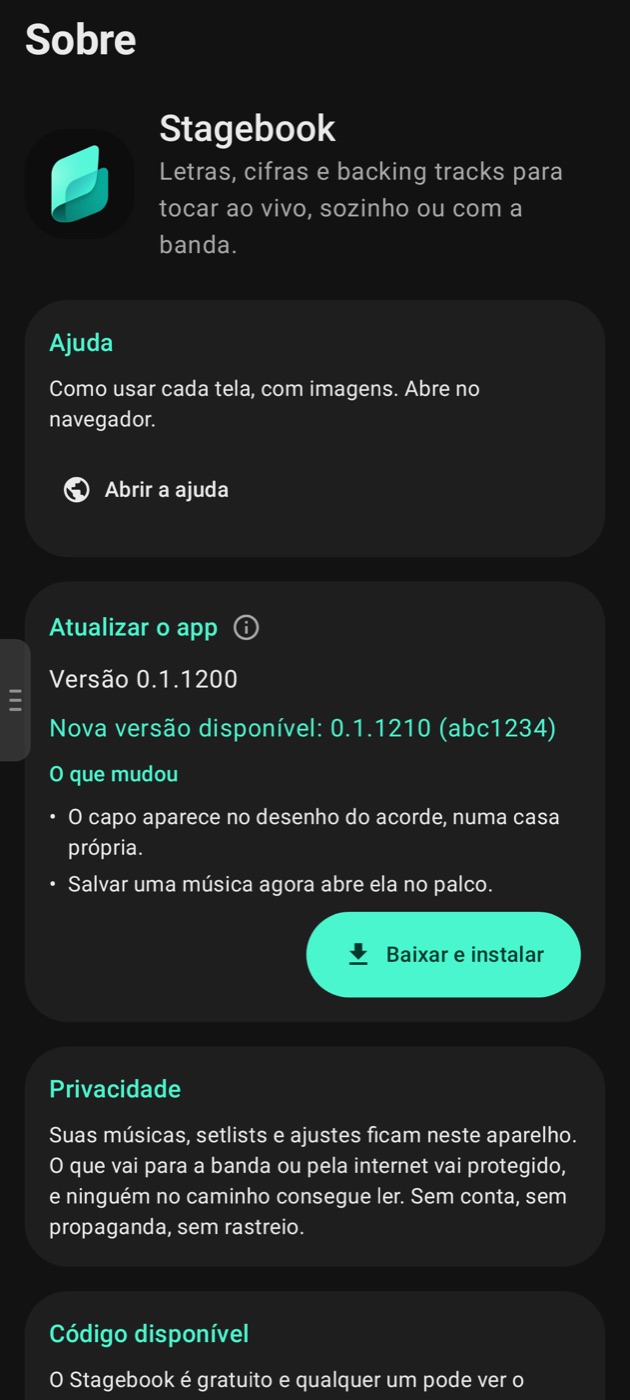 Sobre
Stagebook
Letras, cifras e backing tracks para
tocar ao vivo, sozinho ou com a
banda.
Ajuda
Como usar cada tela, com imagens. Abre no
navegador.
Abrir a ajuda
Atualizar o app
Versão 0.1.1200
Nova versão disponível: 0.1.1210 (abc1234)
O que mudou
• O capo aparece no desenho do acorde, numa casa
própria.
• Salvar uma música agora abre ela no palco.
Baixar e instalar
Privacidade
Suas músicas, setlists e ajustes ficam neste aparelho.
O que vai para a banda ou pela internet vai protegido,
e ninguém no caminho consegue ler. Sem conta, sem
propaganda, sem rastreio.
Código disponível
O Stagebook é gratuito e qualquer um pode ver o